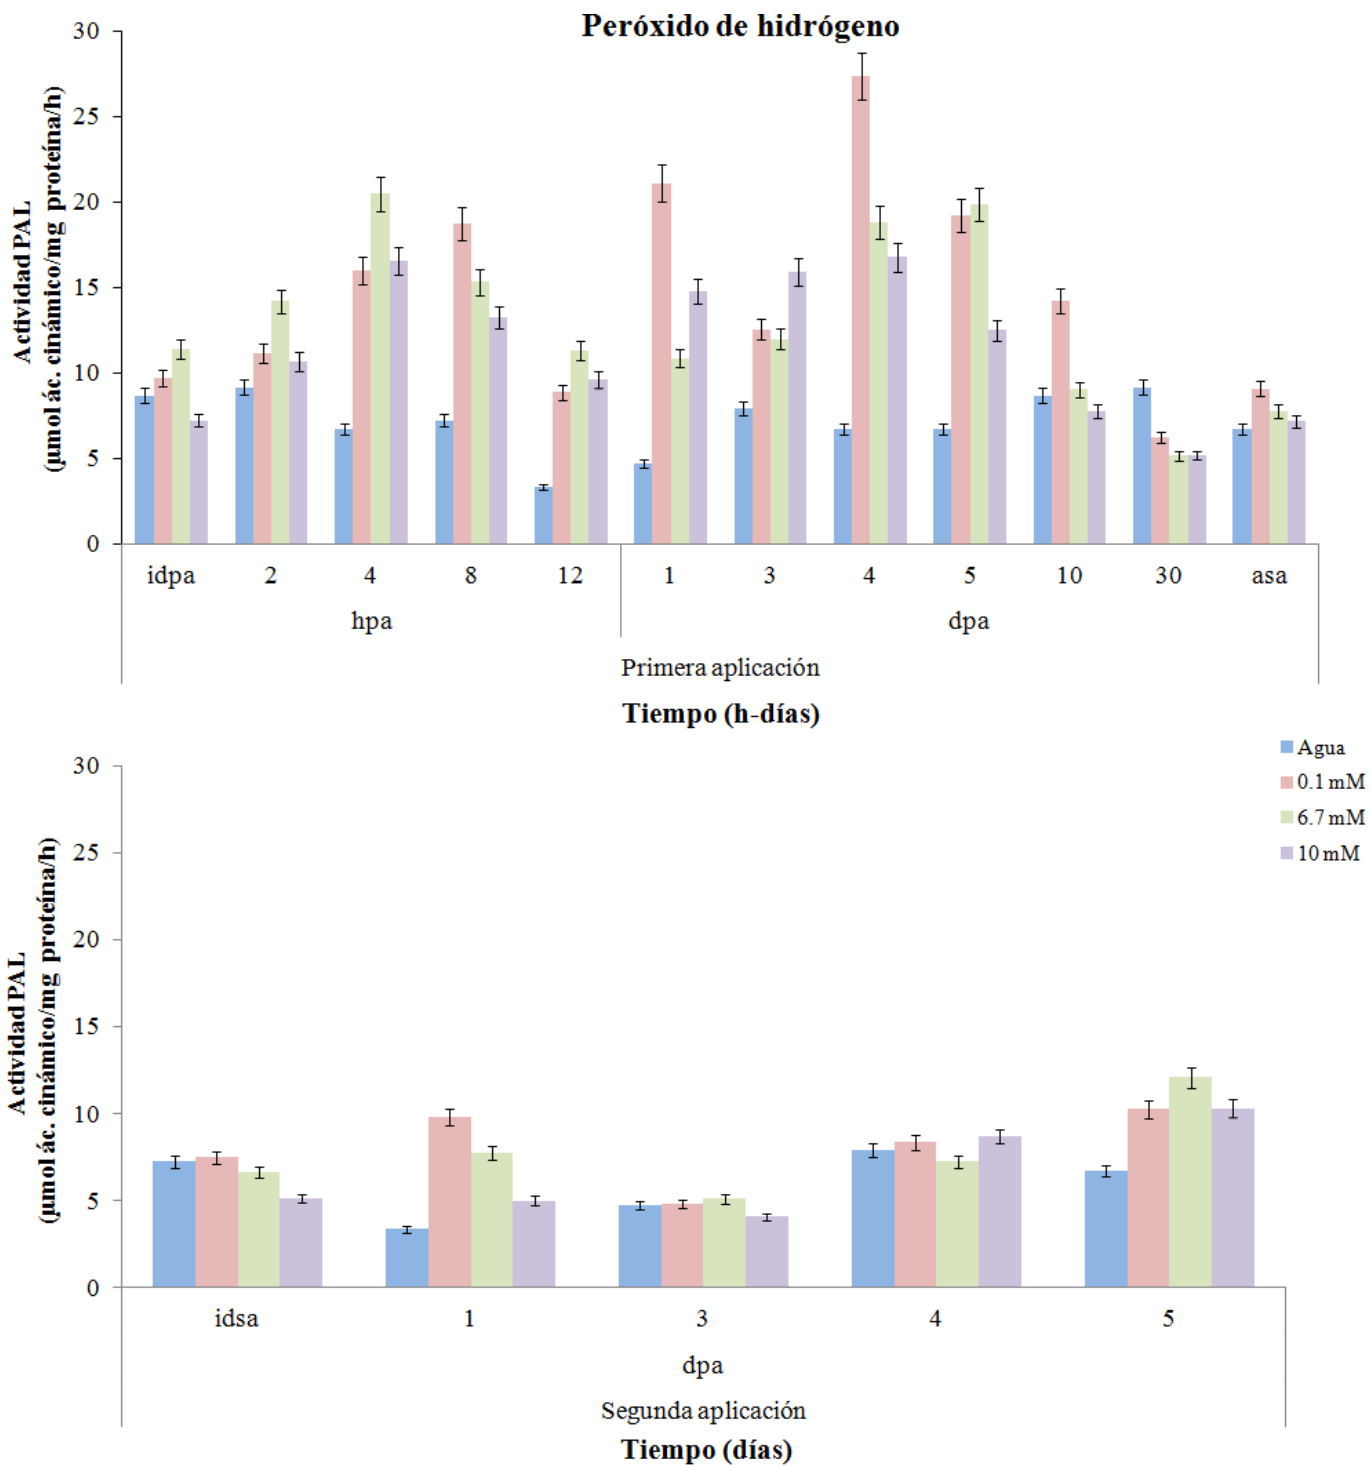 Peróxido de hidrógeno
Actividad PAL
(µmol ác. cinámico/mg proteína/h)
30
25
20
15
10
5
0
idpa 2 4 8 12 1 3 4 5 10 30 asa
hpa dpa
Primera aplicación
Tiempo (h-días)
Agua
0.1 mM
6.7 mM
10 mM
Actividad PAL
(µmol ác. cinámico/mg proteína/h)
30
25
20
15
10
5
0
idsa 1 3 4 5
dpa
Segunda aplicación
Tiempo (días)